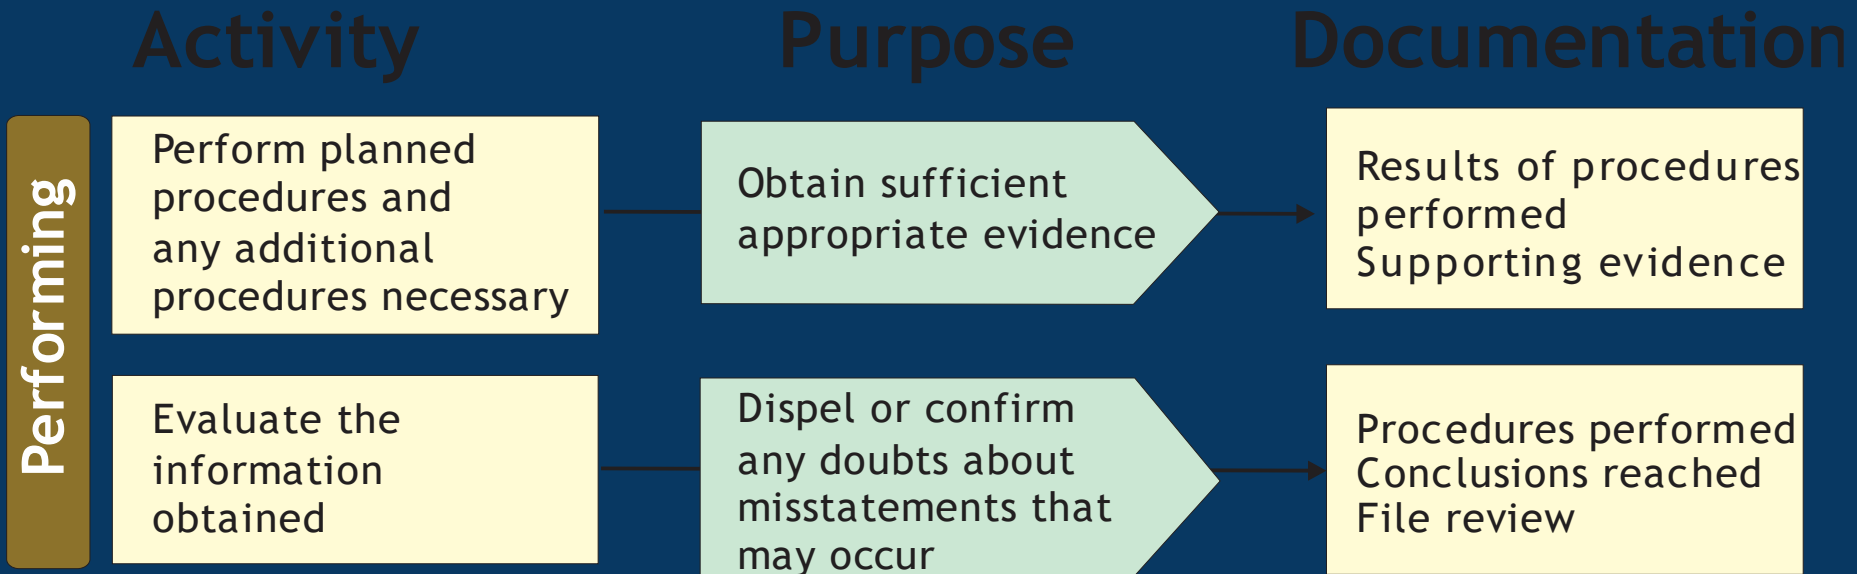 Activity
Purpose
Documentation
Performing
Perform planned
procedures and
any additional
procedures necessary
Obtain sufficient
appropriate evidence
Results of procedures
performed
Supporting evidence
Evaluate the
information
obtained
Dispel or confirm
any doubts about
misstatements that
may occur
Procedures performed
Conclusions reached
File review